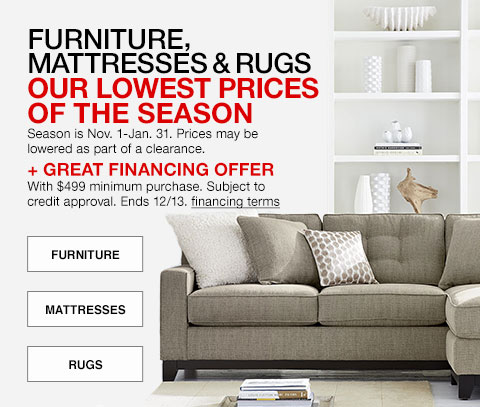 FURNITURE,
MATTRESSES & RUGS
OUR LOWEST PRICES
OF THE SEASON
Season is Nov. 1-Jan. 31. Prices may be
lowered as part of a clearance.
+ GREAT FINANCING OFFER
With $499 minimum purchase. Subject to
credit approval. Ends 12/13. financing terms
FURNITURE
MATTRESSES
RUGS